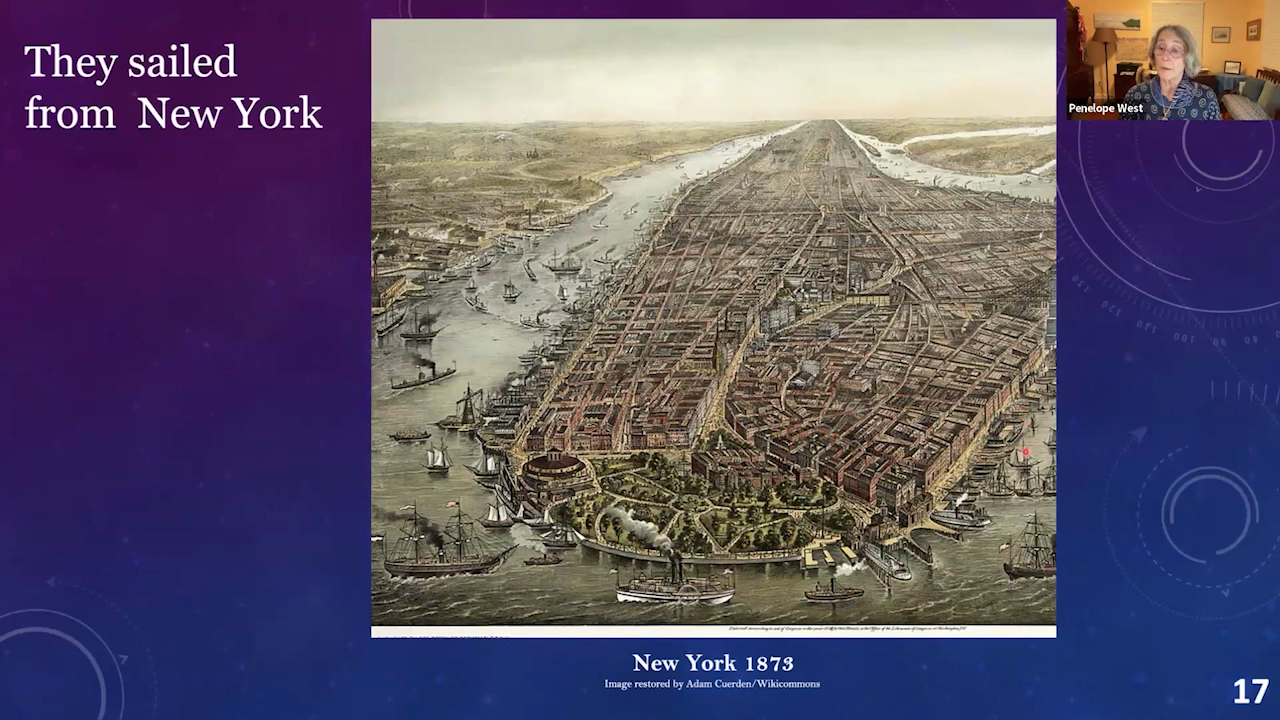 They sailed
from New York
Penelope West
New York 1873
Image restored by Adam Cuerden/Wikicommons
17